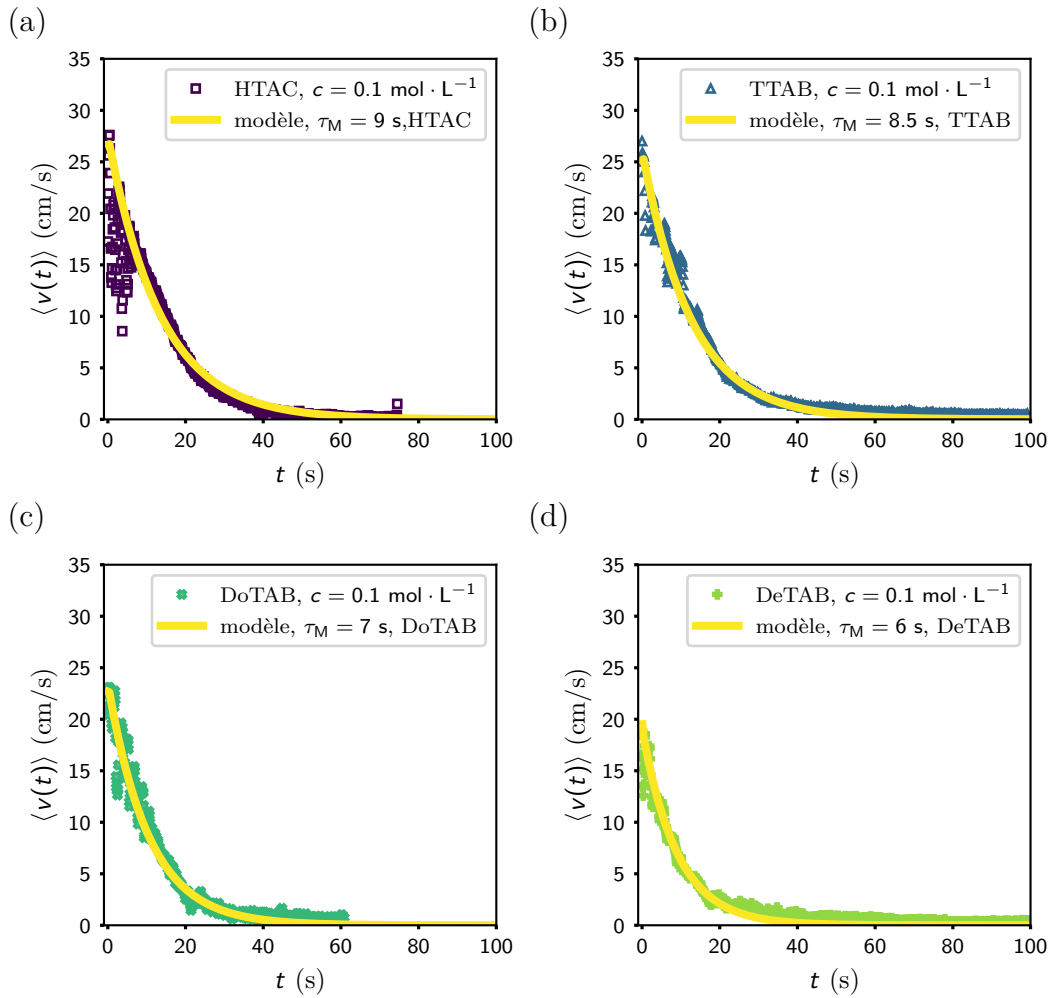 (a)
35
30
25
20
15
10
5
0
⟨v(t)⟩ (cm/s)
HTAC, c = 0.1 mol · L⁻¹
modèle, τ_M = 9 s,HTAC
0 20 40 60 80 100
t (s)
(b)
35
30
25
20
15
10
5
0
⟨v(t)⟩ (cm/s)
TTAB, c = 0.1 mol · L⁻¹
modèle, τ_M = 8.5 s, TTAB
0 20 40 60 80 100
t (s)
(c)
35
30
25
20
15
10
5
0
⟨v(t)⟩ (cm/s)
DoTAB, c = 0.1 mol · L⁻¹
modèle, τ_M = 7 s, DoTAB
0 20 40 60 80 100
t (s)
(d)
35
30
25
20
15
10
5
0
⟨v(t)⟩ (cm/s)
DeTAB, c = 0.1 mol · L⁻¹
modèle, τ_M = 6 s, DeTAB
0 20 40 60 80 100
t (s)